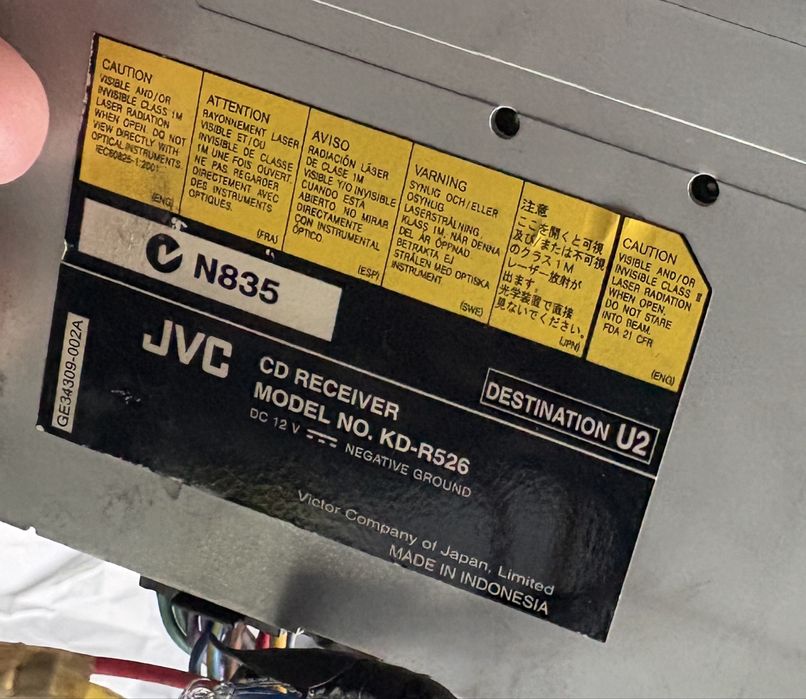 CAUTION
VISIBLE AND/OR
INVISIBLE CLASS 1M
LASER RADIATION
WHEN OPEN. DO NOT
VIEW DIRECTLY WITH
OPTICAL INSTRUMENTS.
IEC60825-1:2001
(ENG)
ATTENTION
RAYONNEMENT LASER
VISIBLE ET/OU
INVISIBLE DE CLASSE
1M UNE FOIS OUVERT.
NE PAS REGARDER
DIRECTEMENT AVEC
DES INSTRUMENTS
OPTIQUES.
(FRA)
AVISO
RADIACIÓN LÁSER
DE CLASE 1M
VISIBLE Y/O INVISIBLE
CUANDO ESTÁ
ABIERTO. NO MIRAR
DIRECTAMENTE
CON INSTRUMENTAL
ÓPTICO.
(ESP)
VARNING
SYNLIG OCH/ELLER
OSYNLIG
LASERSTRÅLNING
KLASS 1M, NÄR DENNA
DEL ÄR ÖPPNAD.
BETRAKTA EJ
STRÅLEN MED OPTISKA
INSTRUMENT.
(SWE)
注意
ここを開くと可視
及び/または不可視
のクラス1M
レーザー放射が
出ます。
光学装置で直接
見ないでください。
(JPN)
CAUTION
VISIBLE AND/OR
INVISIBLE CLASS II
LASER RADIATION
WHEN OPEN.
DO NOT STARE
INTO BEAM.
FDA 21 CFR
(ENG)
N835
GE34309-002A
JVC
CD RECEIVER
MODEL NO. KD-R526
DC 12 V NEGATIVE GROUND
DESTINATION U2
Victor Company of Japan, Limited
MADE IN INDONESIA